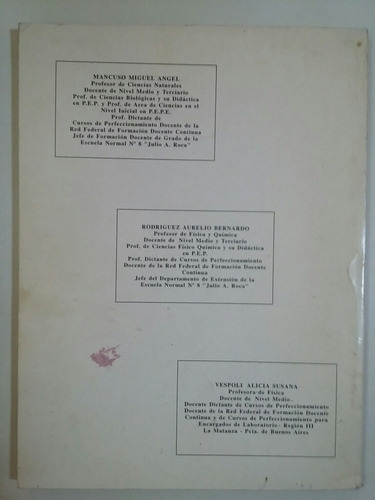 MANCUSO MIGUEL ANGEL
Profesor de Ciencias Naturales
Docente de Nivel Medio y Terciario
Prof. de Ciencias Biológicas y su Didáctica
en P.E.P. y Prof. de Area de Ciencias en el
Nivel Inicial en P.E.P.E.
Prof. Dictante de
Cursos de Perfeccionamiento Docente de la
Red Federal de Formación Docente Continua
Jefe de Formación Docente de Grado de la
Escuela Normal Nº 8 "Julio A. Roca"
RODRIGUEZ AURELIO BERNARDO
Profesor de Física y Química
Docente de Nivel Medio y Terciario
Prof. de Ciencias Físico Química y su Didáctica
en P.E.P.
Prof. Dictante de Cursos de Perfeccionamiento
Docente de la Red Federal de Formación Docente
Continua
Jefe del Departamento de Extensión de la
Escuela Normal Nº 8 "Julio A. Roca"
VESPOLI ALICIA SUSANA
Profesora de Física
Docente de Nivel Medio.
Docente Dictante de Cursos de Perfeccionamiento
Docente de la Red Federal de Formación Docente
Continua y de Cursos de Perfeccionamiento para
Encargados de Laboratorio - Región III
La Matanza - Pcia. de Buenos Aires